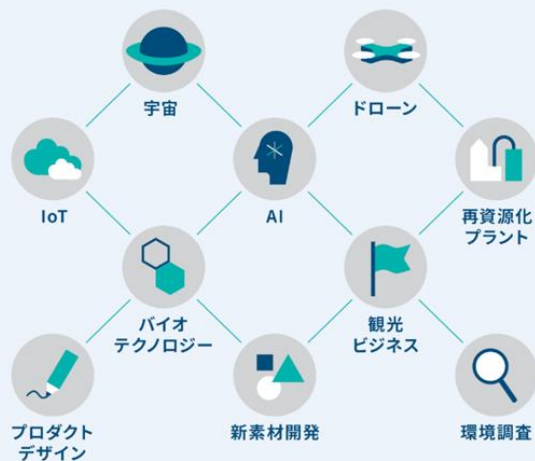 宇宙
ドローン
IoT
AI
再資源化
プラント
バイオ
テクノロジー
観光
ビジネス
プロダクト
デザイン
新素材開発
環境調査